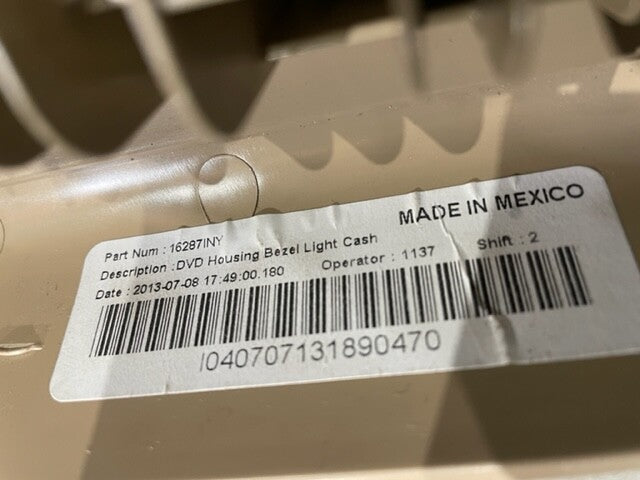 MADE IN MEXICO
Part Num : 16287INY
Description : DVD Housing Bezel Light Cash
Date : 2013-07-08 17:49:00.180 Operator : 1137 Shift : 2
I040707131890470